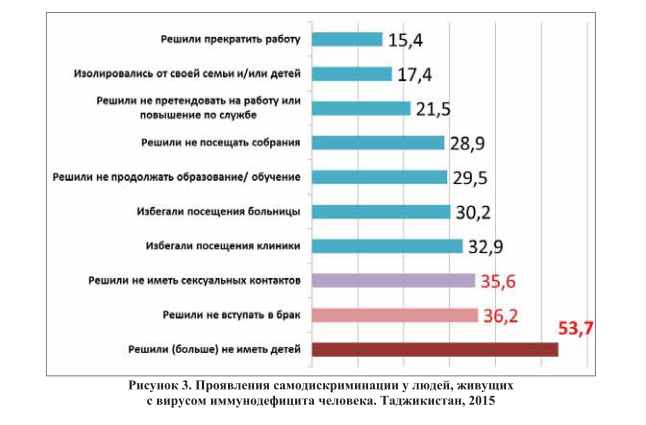 Решили прекратить работу
15,4
Изолировались от своей семьи и/или детей
17,4
Решили не претендовать на работу или
повышение по службе
21,5
Решили не посещать собрания
28,9
Решили не продолжать образование/ обучение
29,5
Избегали посещения больницы
30,2
Избегали посещения клиники
32,9
Решили не иметь сексуальных контактов
35,6
Решили не вступать в брак
36,2
Решили (больше) не иметь детей
53,7
Рисунок 3. Проявления самодискриминации у людей, живущих
с вирусом иммунодефицита человека. Таджикистан, 2015